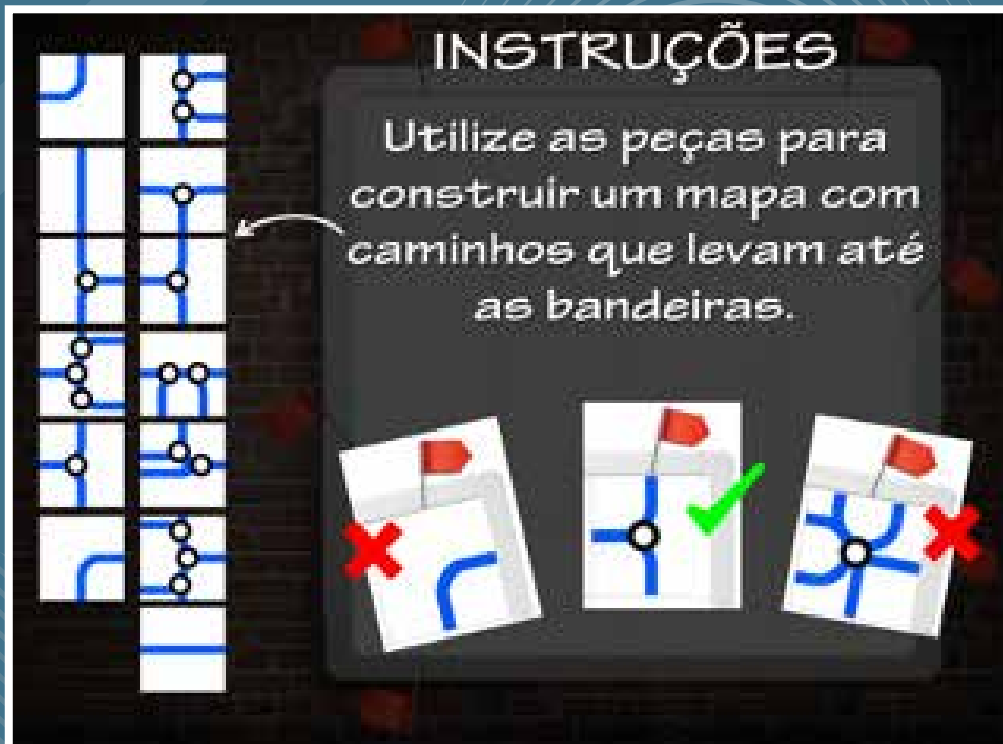 INSTRUÇÕES
Utilize as peças para
construir um mapa com
caminhos que levam até
as bandeiras.